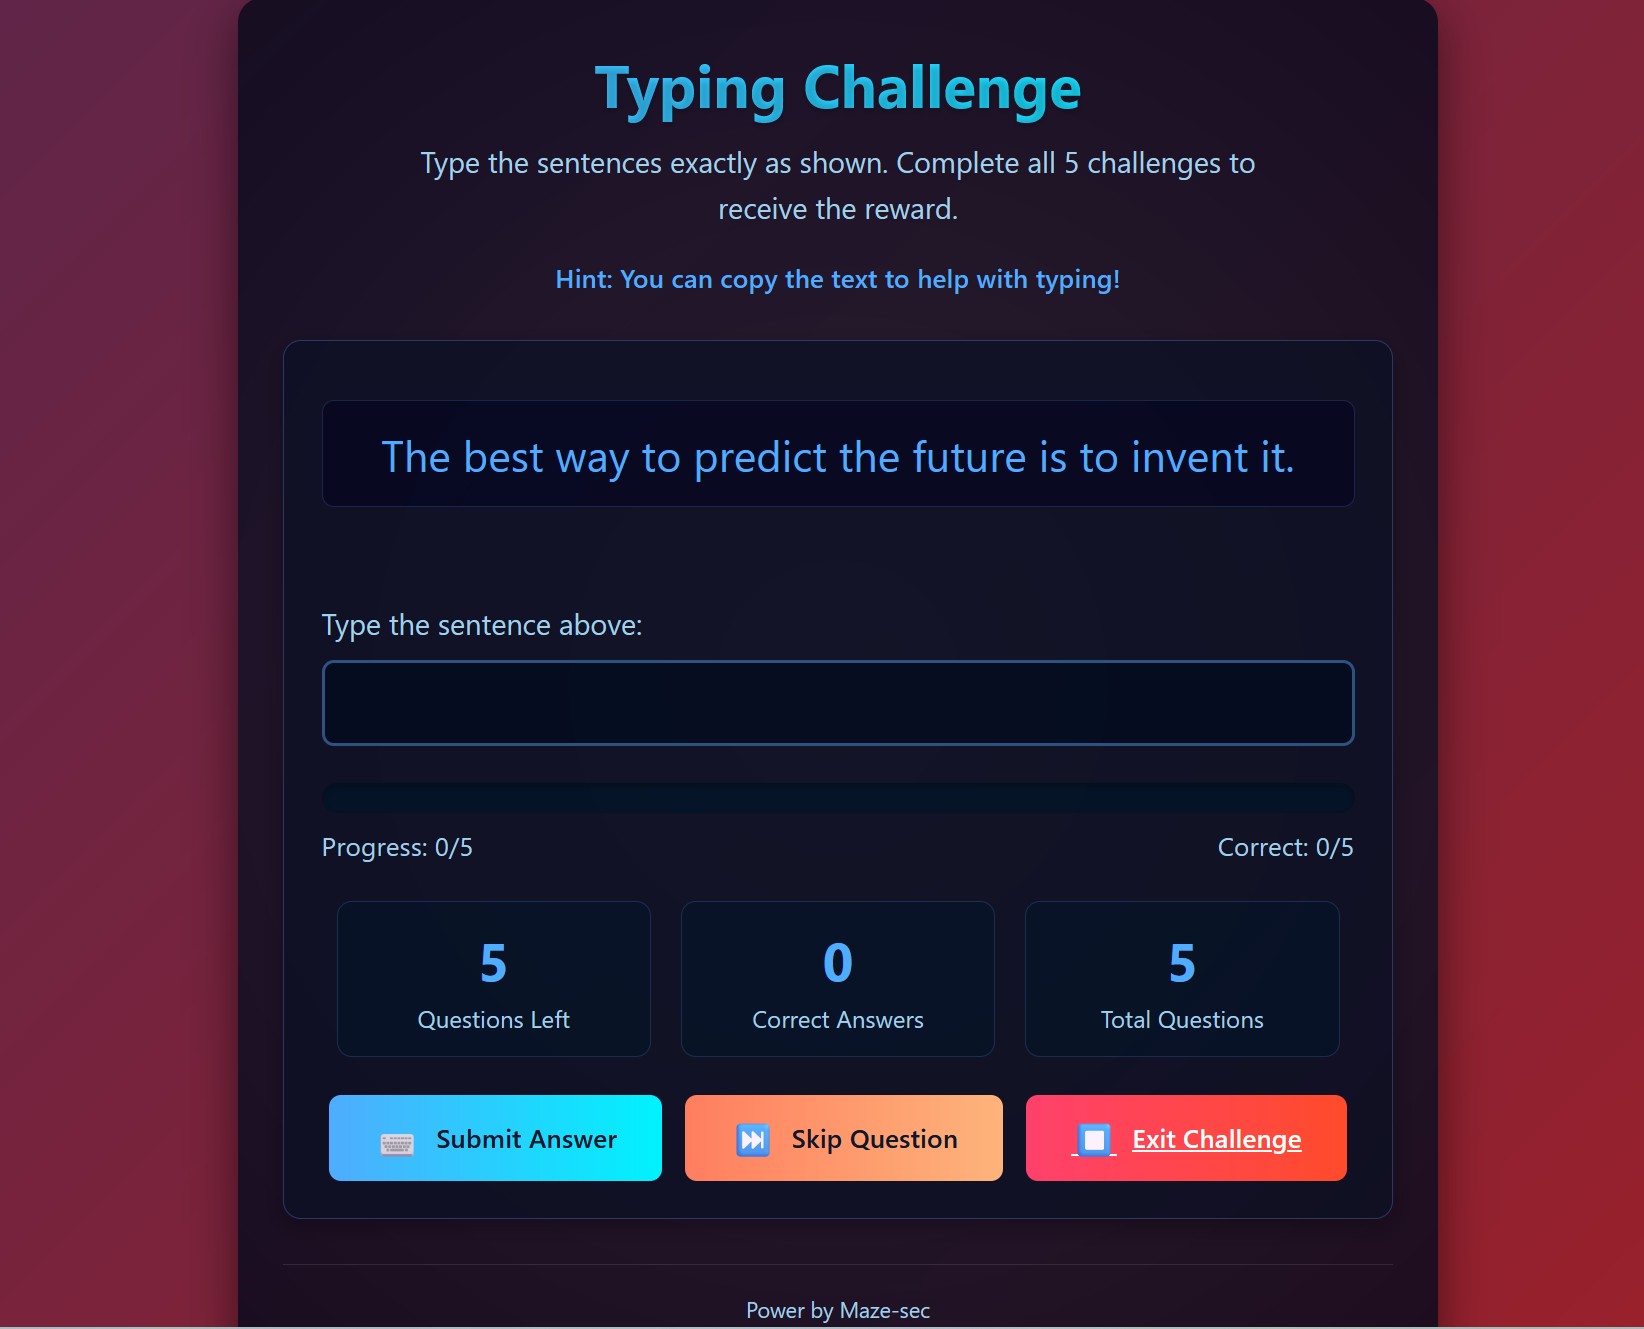 Typing Challenge
Type the sentences exactly as shown. Complete all 5 challenges to
receive the reward.
Hint: You can copy the text to help with typing!
The best way to predict the future is to invent it.
Type the sentence above:
Progress: 0/5
Correct: 0/5
5
Questions Left
0
Correct Answers
5
Total Questions
Submit Answer
Skip Question
Exit Challenge
Power by Maze-sec